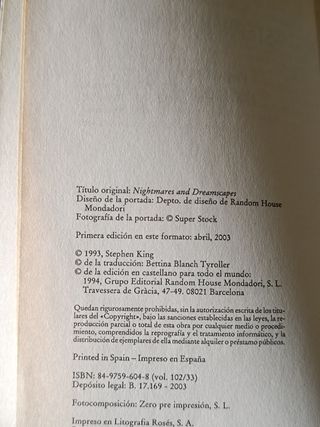 Título original: Nightmares and Dreamscapes
Diseño de la portada: Depto. de diseño de Random House
Mondadori
Fotografía de la portada: © Super Stock
Primera edición en este formato: abril, 2003
© 1993, Stephen King
© de la traducción: Bettina Blanch Tyroller
© de la edición en castellano para todo el mundo:
1994, Grupo Editorial Random House Mondadori, S. L.
Travessera de Gràcia, 47-49. 08021 Barcelona
Quedan rigurosamente prohibidas, sin la autorización escrita de los titu-
lares del «Copyright», bajo las sanciones establecidas en las leyes, la re-
producción parcial o total de esta obra por cualquier medio o procedi-
miento, comprendidos la reprografía y el tratamiento informático, y la
distribución de ejemplares de ella mediante alquiler o préstamo públicos.
Printed in Spain – Impreso en España
ISBN: 84-9759-604-8 (vol. 102/33)
Depósito legal: B. 17.169 - 2003
Fotocomposición: Zero pre impresión, S. L.
Impreso en Litografía Rosés, S. A.